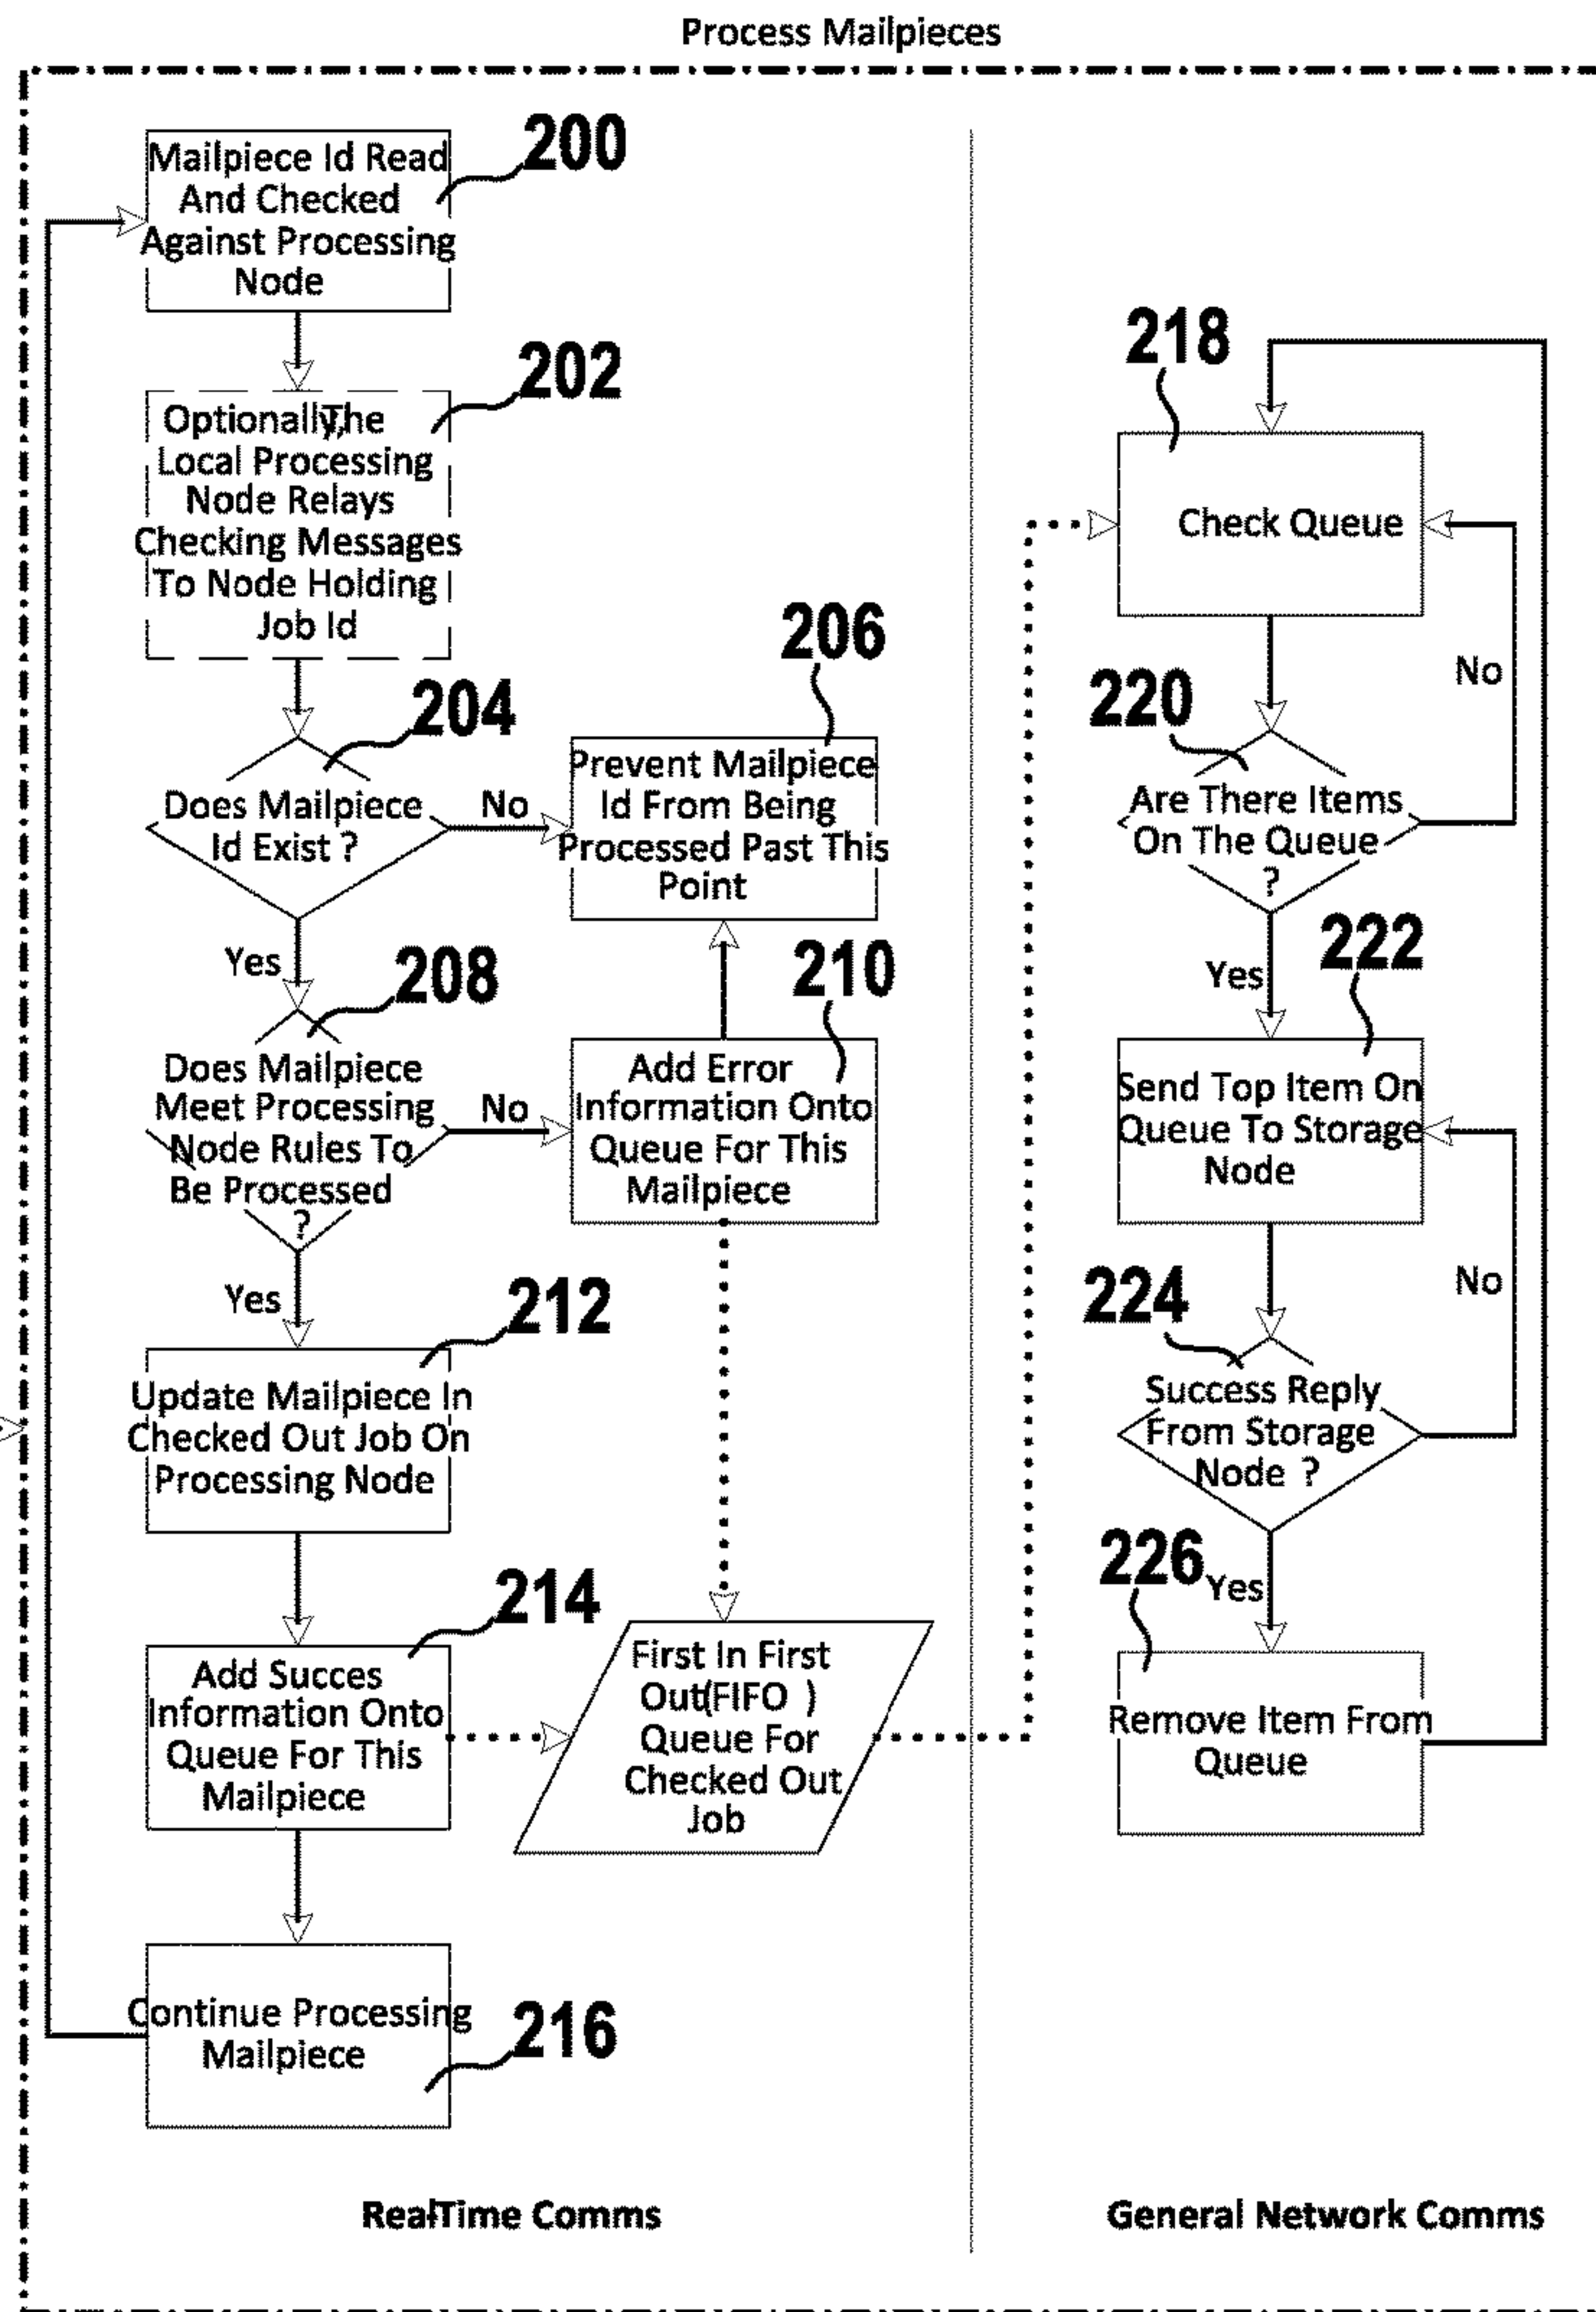 Process Mailpieces
200
Mailpiece Id Read
And Checked
Against Processing
Node
202
Optionally, The
Local Processing
Node Relays
Checking Messages
To Node Holding
Job Id
204
Does Mailpiece
Id Exist ?
No
Yes
206
Prevent Mailpiece
Id From Being
Processed Past This
Point
208
Does Mailpiece
Meet Processing
Node Rules To
Be Processed
?
No
Yes
210
Add Error
Information Onto
Queue For This
Mailpiece
212
Update Mailpiece In
Checked Out Job On
Processing Node
214
Add Succes
Information Onto
Queue For This
Mailpiece
First In First
Out(FIFO )
Queue For
Checked Out
Job
216
Continue Processing
Mailpiece
RealTime Comms
218
Check Queue
No
220
Are There Items
On The Queue
?
Yes
222
Send Top Item On
Queue To Storage
Node
No
224
Success Reply
From Storage
Node ?
Yes
226
Remove Item From
Queue
General Network Comms